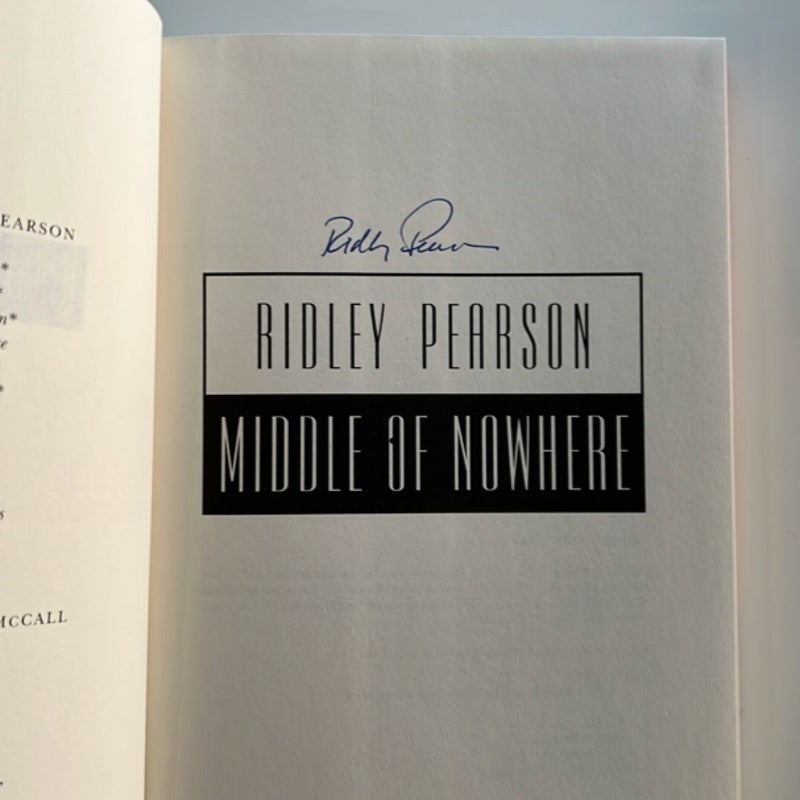 EARSON
*
*
n*
e
*
s
MCCALL
Ridley Pearson
RIDLEY PEARSON
MIDDLE OF NOWHERE